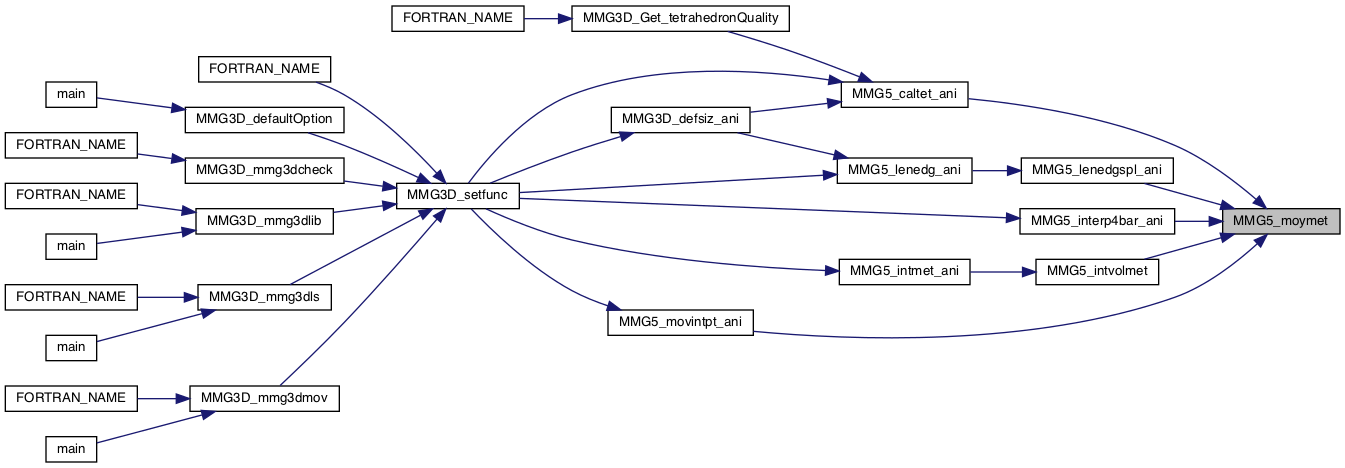 FORTRAN_NAME
MMG3D_Get_tetrahedronQuality
FORTRAN_NAME
main
MMG5_caltet_ani
MMG3D_defaultOption
MMG3D_defsiz_ani
FORTRAN_NAME
MMG3D_mmg3dcheck
MMG5_lenedg_ani
MMG5_lenedgspl_ani
FORTRAN_NAME
MMG3D_setfunc
MMG3D_mmg3dlib
MMG5_interp4bar_ani
MMG5_moymet
main
MMG5_intmet_ani
MMG5_intvolmet
FORTRAN_NAME
MMG3D_mmg3dls
MMG5_movintpt_ani
main
FORTRAN_NAME
MMG3D_mmg3dmov
main